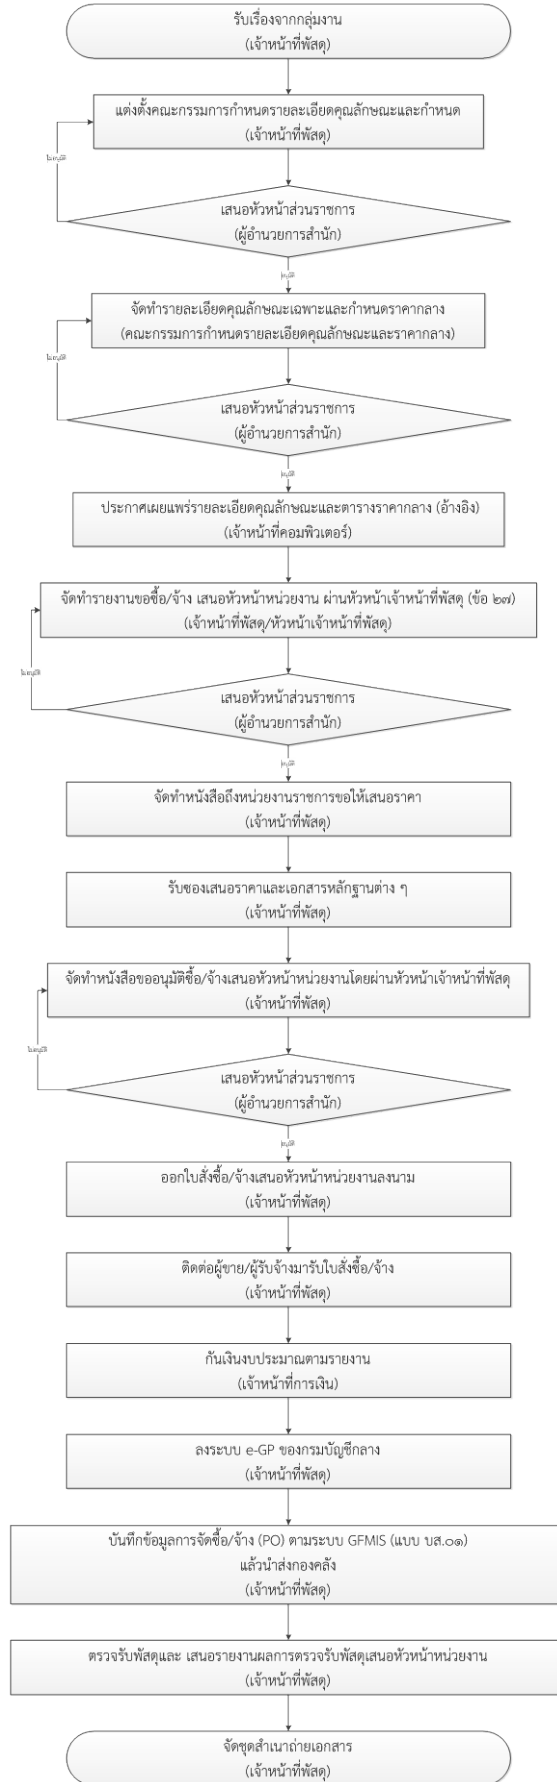 รับเรื่องจากกลุ่มงาน
(เจ้าหน้าที่พัสดุ)
แต่งตั้งคณะกรรมการกำหนดรายละเอียดคุณลักษณะและกำหนด
(เจ้าหน้าที่พัสดุ)
ไม่อนุมัติ
เสนอหัวหน้าส่วนราชการ
(ผู้อำนวยการสำนัก)
อนุมัติ
จัดทำรายละเอียดคุณลักษณะเฉพาะและกำหนดราคากลาง
(คณะกรรมการกำหนดรายละเอียดคุณลักษณะและราคากลาง)
ไม่อนุมัติ
เสนอหัวหน้าส่วนราชการ
(ผู้อำนวยการสำนัก)
อนุมัติ
ประกาศเผยแพร่รายละเอียดคุณลักษณะและตารางราคากลาง (อ้างอิง)
(เจ้าหน้าที่คอมพิวเตอร์)
จัดทำรายงานขอซื้อ/จ้าง เสนอหัวหน้าหน่วยงาน ผ่านหัวหน้าเจ้าหน้าที่พัสดุ (ข้อ ๒๗)
(เจ้าหน้าที่พัสดุ/หัวหน้าเจ้าหน้าที่พัสดุ)
ไม่อนุมัติ
เสนอหัวหน้าส่วนราชการ
(ผู้อำนวยการสำนัก)
อนุมัติ
จัดทำหนังสือถึงหน่วยงานราชการขอให้เสนอราคา
(เจ้าหน้าที่พัสดุ)
รับซองเสนอราคาและเอกสารหลักฐานต่าง ๆ
(เจ้าหน้าที่พัสดุ)
จัดทำหนังสือขออนุมัติซื้อ/จ้างเสนอหัวหน้าหน่วยงานโดยผ่านหัวหน้าเจ้าหน้าที่พัสดุ
(เจ้าหน้าที่พัสดุ)
ไม่อนุมัติ
เสนอหัวหน้าส่วนราชการ
(ผู้อำนวยการสำนัก)
อนุมัติ
ออกใบสั่งซื้อ/จ้างเสนอหัวหน้าหน่วยงานลงนาม
(เจ้าหน้าที่พัสดุ)
ติดต่อผู้ขาย/ผู้รับจ้างมารับใบสั่งซื้อ/จ้าง
(เจ้าหน้าที่พัสดุ)
กันเงินงบประมาณตามรายงาน
(เจ้าหน้าที่การเงิน)
ลงระบบ e-GP ของกรมบัญชีกลาง
(เจ้าหน้าที่พัสดุ)
บันทึกข้อมูลการจัดซื้อ/จ้าง (PO) ตามระบบ GFMIS (แบบ บส.๐๑)
แล้วนำส่งกองคลัง
(เจ้าหน้าที่พัสดุ)
ตรวจรับพัสดุและ เสนอรายงานผลการตรวจรับพัสดุเสนอหัวหน้าหน่วยงาน
(เจ้าหน้าที่พัสดุ)
จัดชุดสำเนาถ่ายเอกสาร
(เจ้าหน้าที่พัสดุ)